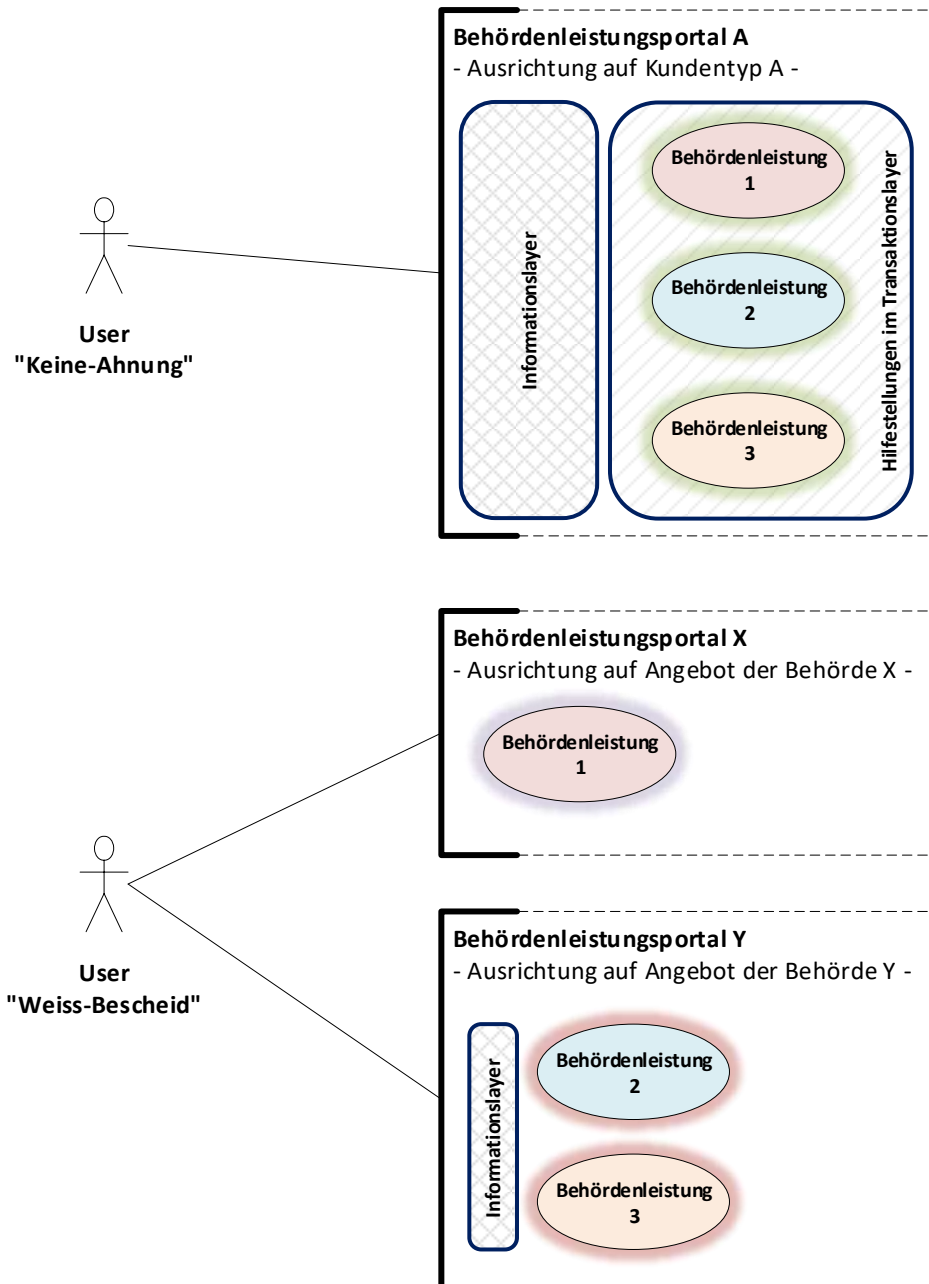 Behördenleistungsportal A
- Ausrichtung auf Kundentyp A -
Informationslayer
Behördenleistung
1
Behördenleistung
2
Behördenleistung
3
Hilfestellungen im Transaktionslayer
User
"Keine-Ahnung"
Behördenleistungsportal X
- Ausrichtung auf Angebot der Behörde X -
Behördenleistung
1
User
"Weiss-Bescheid"
Behördenleistungsportal Y
- Ausrichtung auf Angebot der Behörde Y -
Informationslayer
Behördenleistung
2
Behördenleistung
3